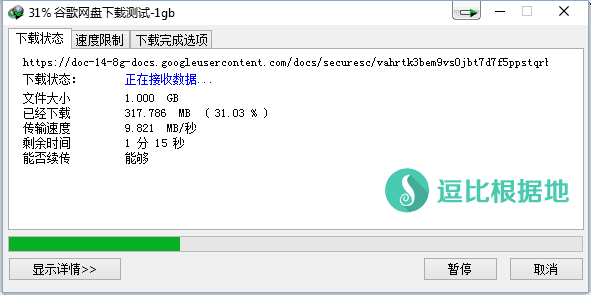 31% 谷歌网盘下载测试-1gb
下载状态 速度限制 下载完成选项
https://doc-14-8g-docs.googleusercontent.com/docs/securesc/vahrtk3bem9vs0jbt7d7f5ppstqrh
下载状态： 正在接收数据...
文件大小 1.000 GB
已经下载 317.786 MB ( 31.03 % )
传输速度 9.821 MB/秒
剩余时间 1 分 15 秒
能否续传 能够
逗比根据地
显示详情>> 暂停 取消